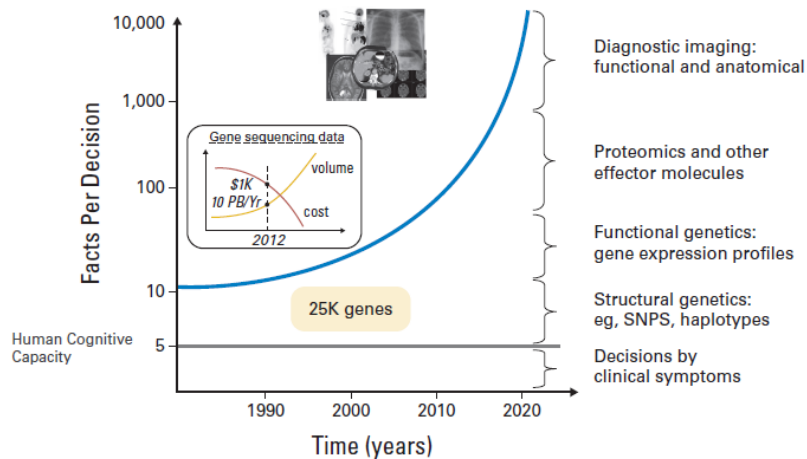 10,000
1,000
100
10
5
Facts Per Decision
Human Cognitive
Capacity
Gene sequencing data
volume
$1K
10 PB/Yr
cost
2012
25K genes
Diagnostic imaging:
functional and anatomical
Proteomics and other
effector molecules
Functional genetics:
gene expression profiles
Structural genetics:
eg, SNPS, haplotypes
Decisions by
clinical symptoms
1990
2000
2010
2020
Time (years)